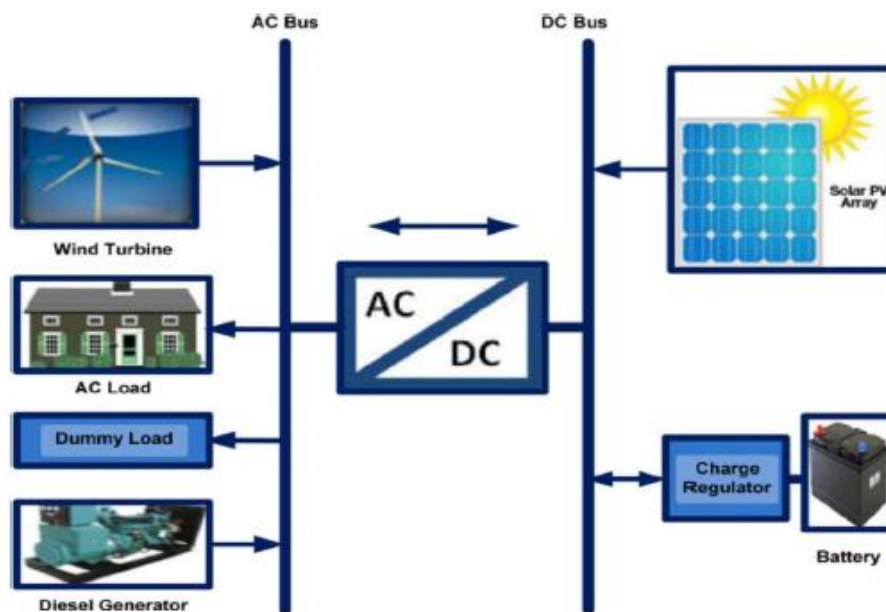 AC Bus
DC Bus
Wind Turbine
Solar PV
Array
AC
DC
AC Load
Dummy Load
Charge
Regulator
Diesel Generator
Battery